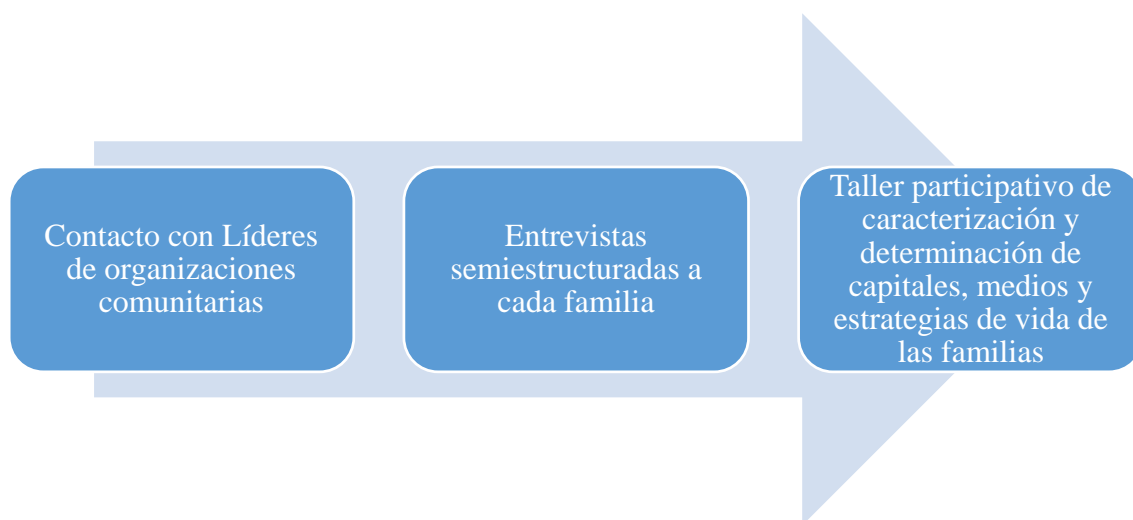 Contacto con Líderes
de organizaciones
comunitarias
Entrevistas
semiestructuradas a
cada familia
Taller participativo de
caracterización y
determinación de
capitales, medios y
estrategias de vida de
las familias